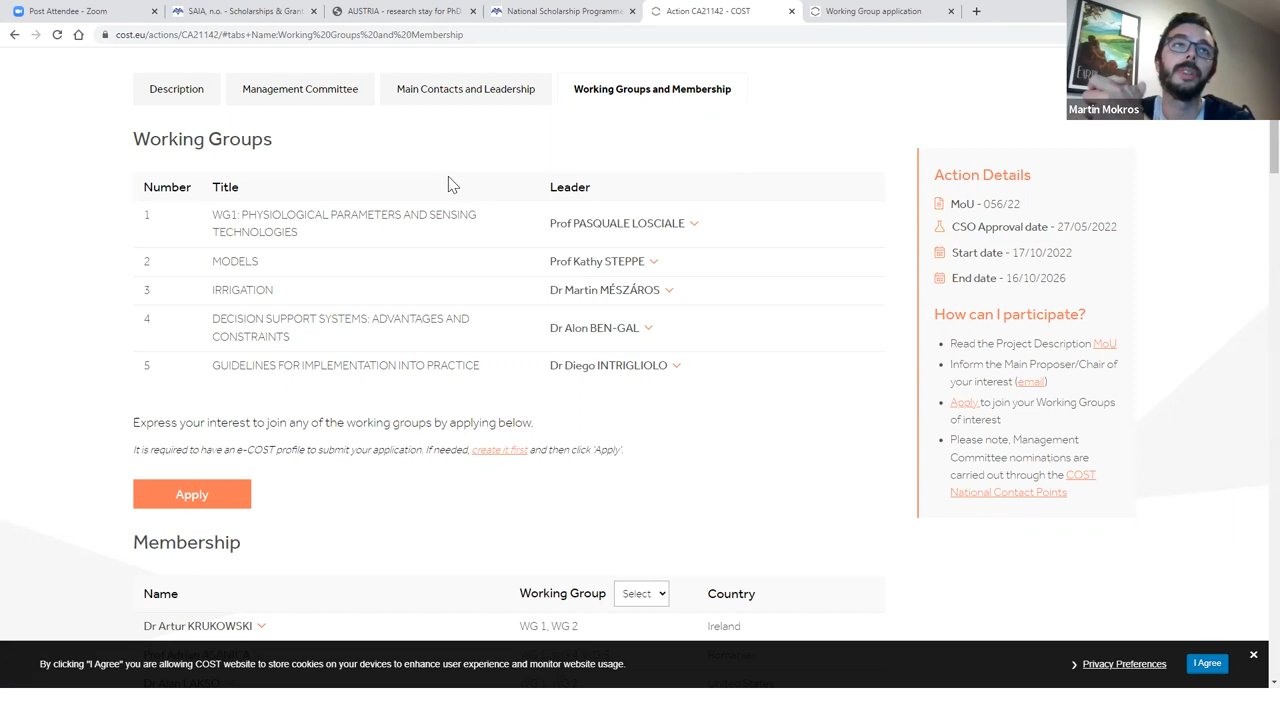 Post Attendee - Zoom
SAIA, n.o. - Scholarships & Grant
AUSTRIA - research stay for PhD
National Scholarship Programme
Action CA21142 - COST
Working Group application
cost.eu/actions/CA21142/#tabs+Name:Working%20Groups%20and%20Membership
Martin Mokros
Description
Management Committee
Main Contacts and Leadership
Working Groups and Membership
Working Groups
Number Title Leader
1 WG1: PHYSIOLOGICAL PARAMETERS AND SENSING TECHNOLOGIES Prof PASQUALE LOSCIALE
2 MODELS Prof Kathy STEPPE
3 IRRIGATION Dr Martin MÉSZÁROS
4 DECISION SUPPORT SYSTEMS: ADVANTAGES AND CONSTRAINTS Dr Alon BEN-GAL
5 GUIDELINES FOR IMPLEMENTATION INTO PRACTICE Dr Diego INTRIGLIOLO
Express your interest to join any of the working groups by applying below.
It is required to have an e-COST profile to submit your application. If needed, create it first and then click 'Apply'.
Apply
Membership
Name Working Group Select Country
Dr Artur KRUKOWSKI WG 1, WG 2 Ireland
Action Details
MoU - 056/22
CSO Approval date - 27/05/2022
Start date - 17/10/2022
End date - 16/10/2026
How can I participate?
Read the Project Description MoU
Inform the Main Proposer/Chair of
your interest (email)
Apply to join your Working Groups
of interest
Please note, Management
Committee nominations are
carried out through the COST
National Contact Points
By clicking "I Agree" you are allowing COST website to store cookies on your devices to enhance user experience and monitor website usage.
Privacy Preferences
I Agree